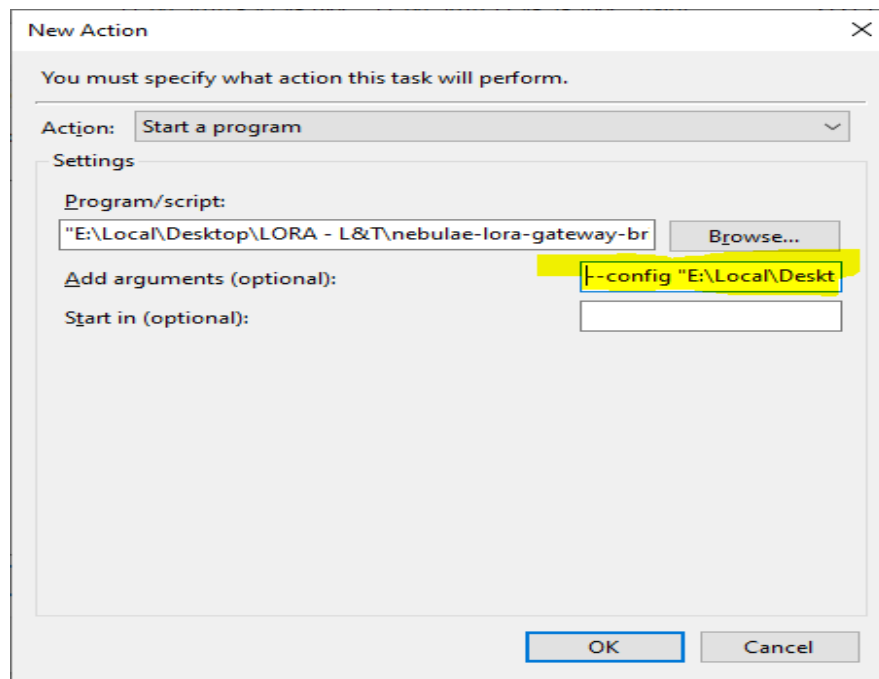 New Action
You must specify what action this task will perform.
Action: Start a program
Settings
Program/script:
"E:\Local\Desktop\LORA - L&T\nebulae-lora-gateway-br Browse...
Add arguments (optional): --config "E:\Local\Deskt
Start in (optional):
OK Cancel